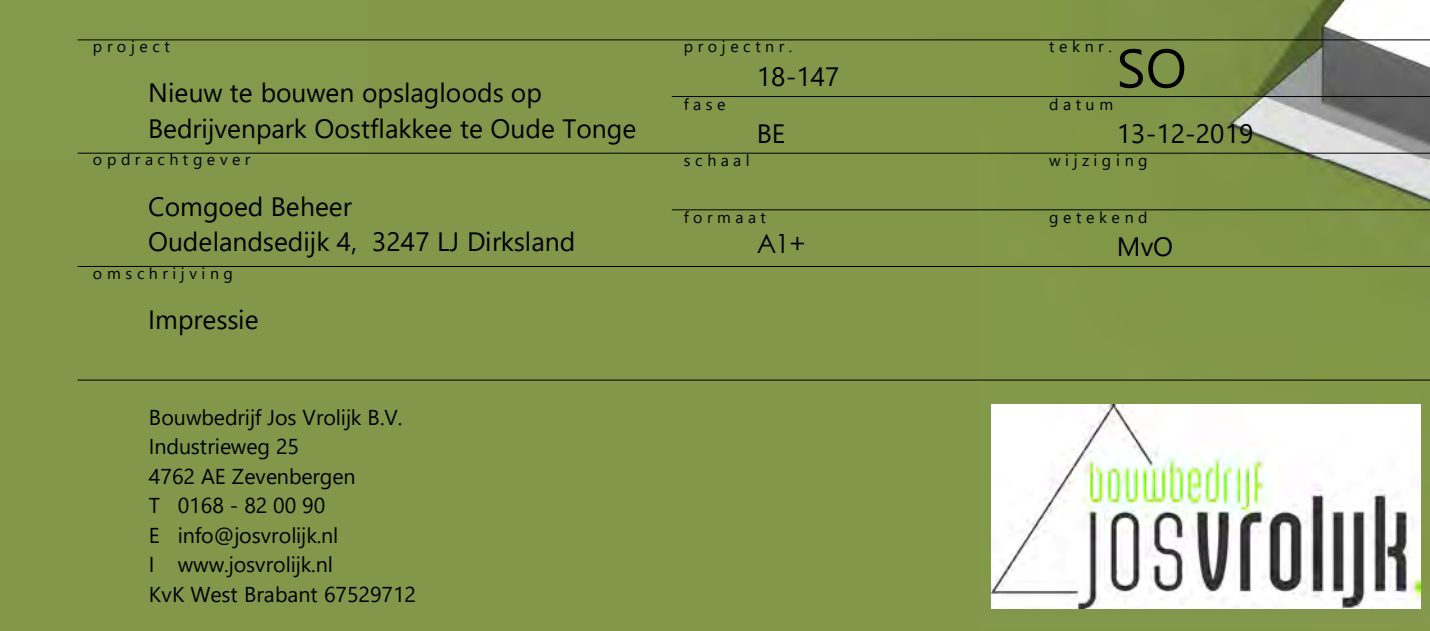 project
Nieuw te bouwen opslagloods op
Bedrijvenpark Oostflakkee te Oude Tonge
projectnr.
18-147
teknr.
SO
fase
BE
datum
13-12-2019
opdrachtgever
Comgoed Beheer
Oudelandsedijk 4, 3247 LJ Dirksland
schaal
wijziging
formaat
A1+
getekend
MvO
omschrijving
Impressie
Bouwbedrijf Jos Vrolijk B.V.
Industrieweg 25
4762 AE Zevenbergen
T 0168 - 82 00 90
E info@josvrolijk.nl
I www.josvrolijk.nl
KvK West Brabant 67529712
bouwbedrijf
josvrolijk.